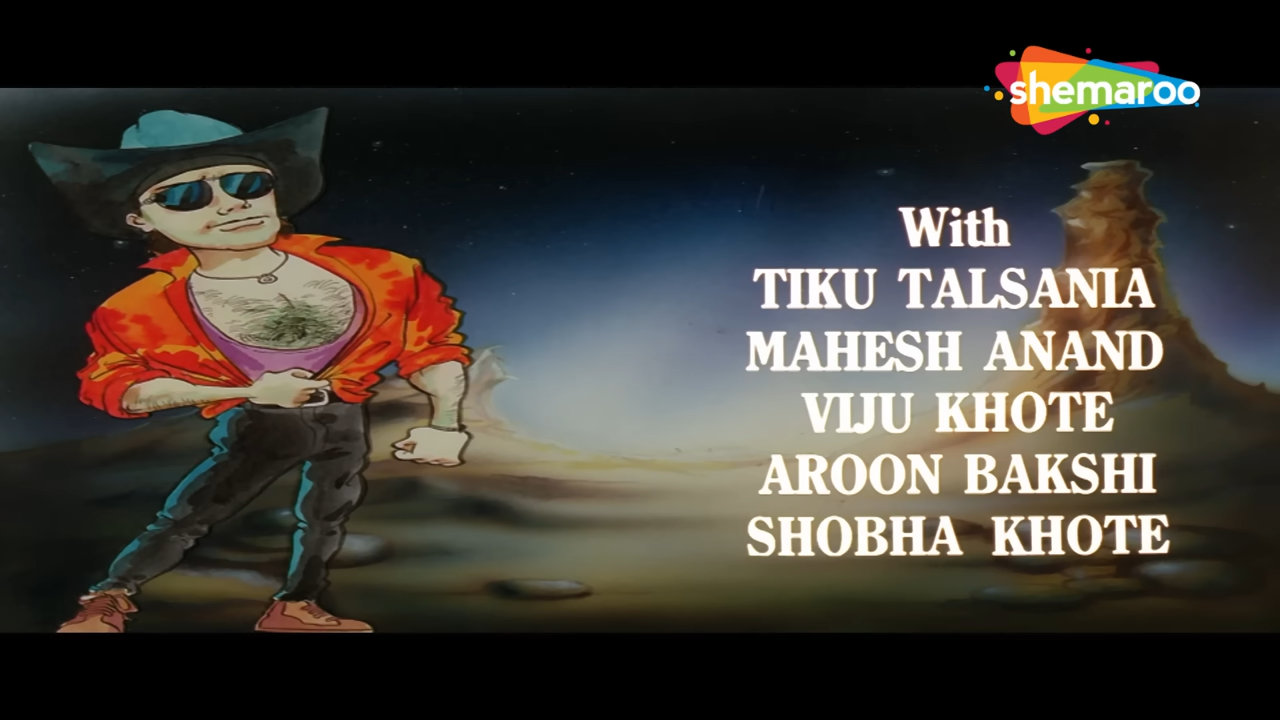 shemaroo
With
TIKU TALSANIA
MAHESH ANAND
VIJU KHOTE
AROON BAKSHI
SHOBHA KHOTE